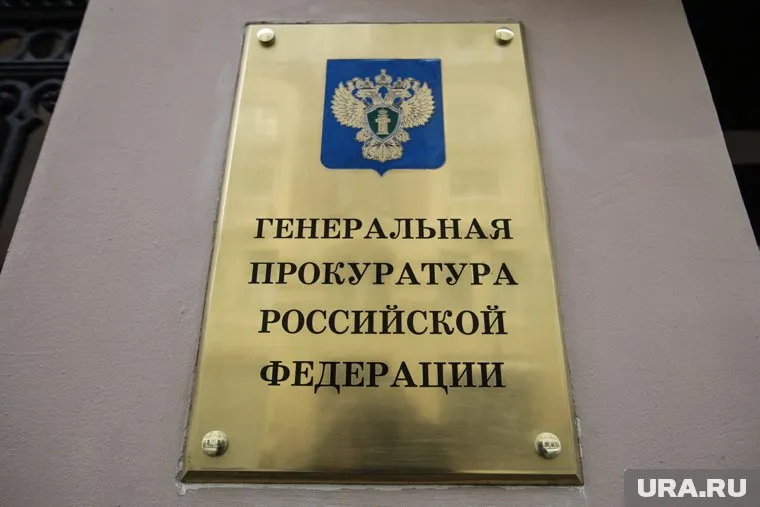 ГЕНЕРАЛЬНАЯ
ПРОКУРАТУРА
РОССИЙСКОЙ
ФЕДЕРАЦИИ
URA.RU